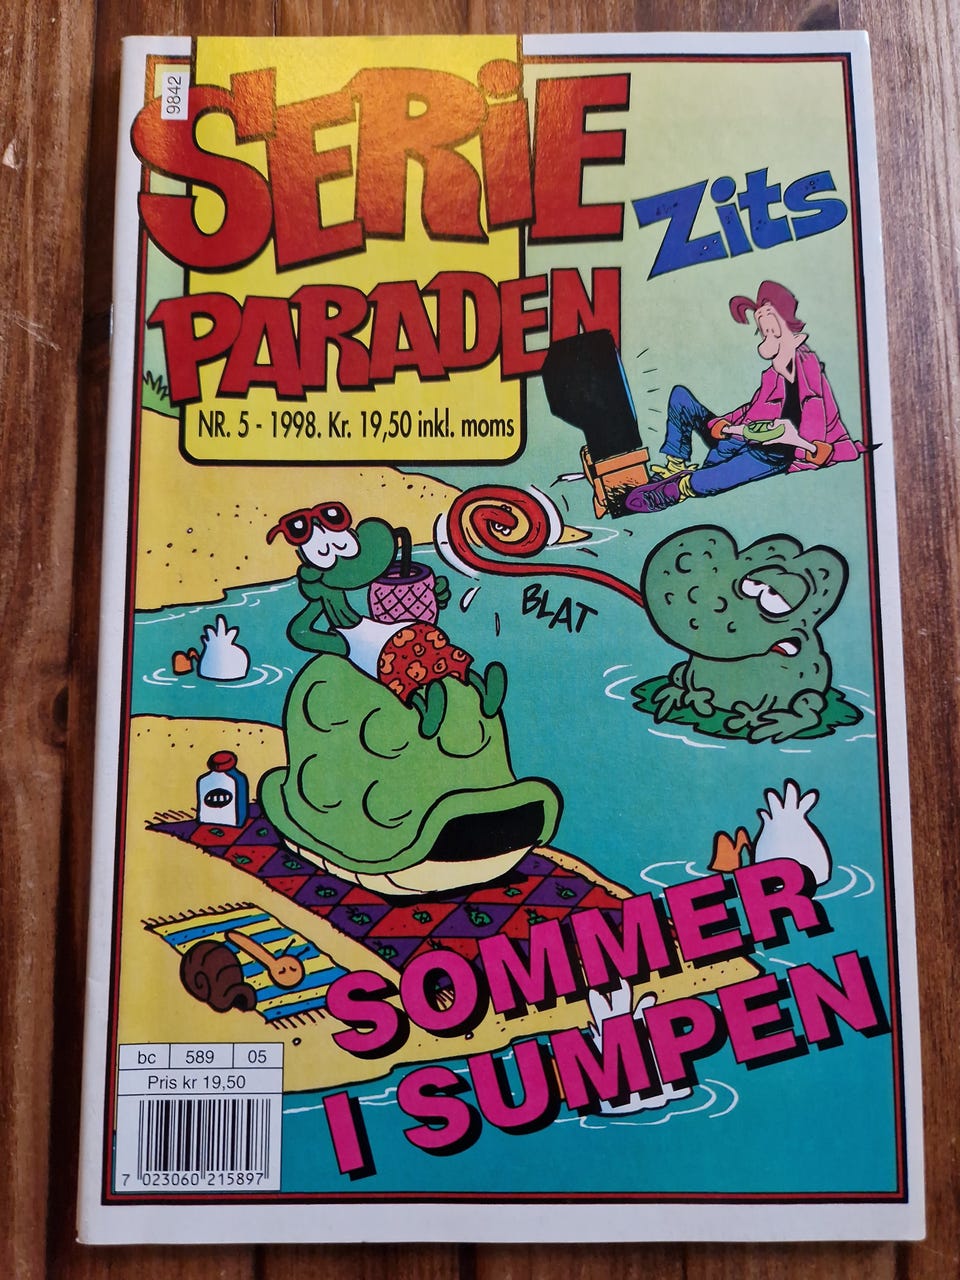 9842
SERIE
PARADEN
NR. 5 - 1998. Kr. 19,50 inkl. moms
Zits
BLAT
SOMMER
I SUMPEN
bc 589 05
Pris kr 19,50
7 023060 215897